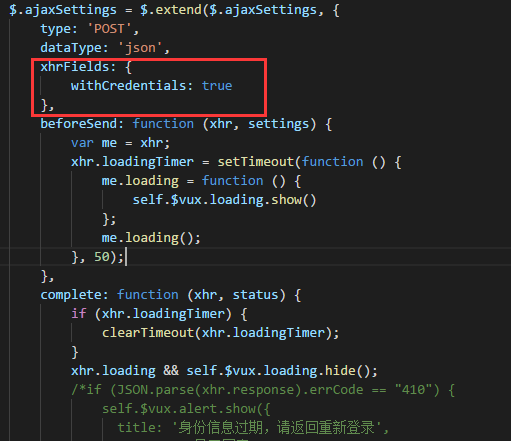 $.ajaxSettings = $.extend($.ajaxSettings, {
type: 'POST',
dataType: 'json',
xhrFields: {
withCredentials: true
},
beforeSend: function (xhr, settings) {
var me = xhr;
xhr.loadingTimer = setTimeout(function () {
me.loading = function () {
self.$vux.loading.show()
};
me.loading();
}, 50);
},
complete: function (xhr, status) {
if (xhr.loadingTimer) {
clearTimeout(xhr.loadingTimer);
}
xhr.loading && self.$vux.loading.hide();
/*if (JSON.parse(xhr.response).errCode == "410") {
self.$vux.alert.show({
title: '身份信息过期，请返回重新登录',